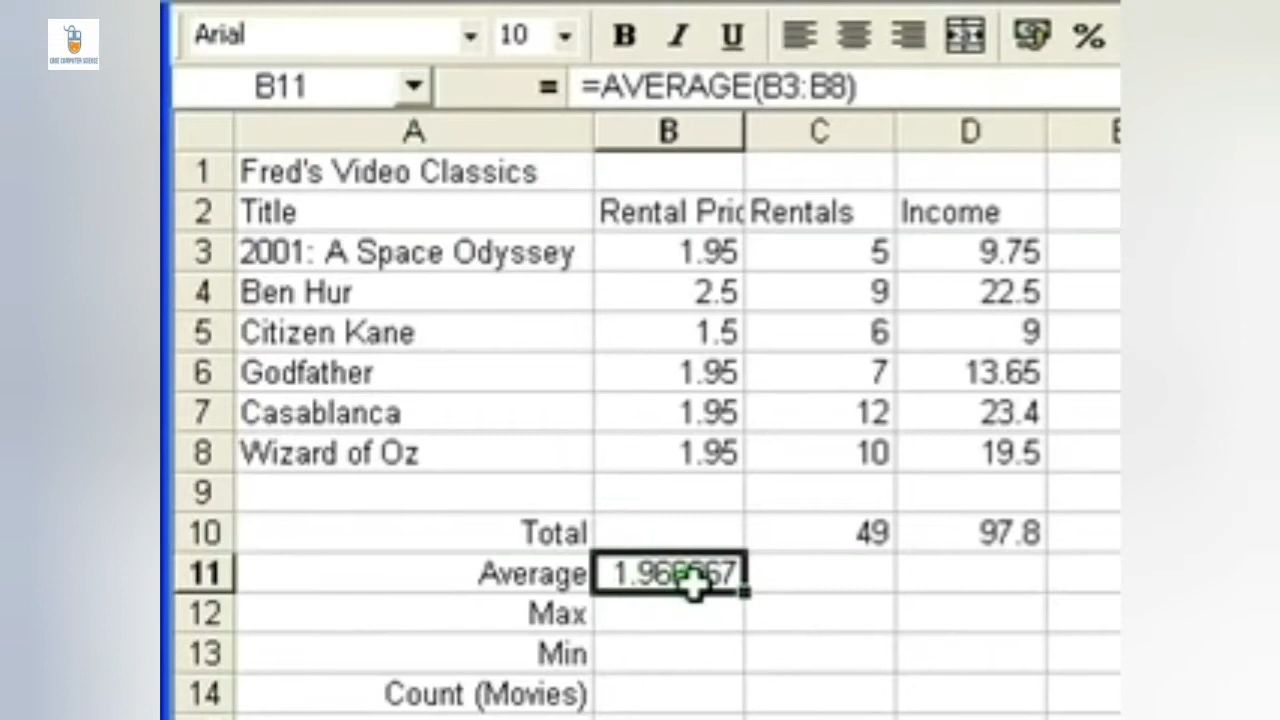 Arial 10 B I U %
B11 = =AVERAGE(B3:B8)
A B C D
1 Fred's Video Classics
2 Title Rental Pric Rentals Income
3 2001: A Space Odyssey 1.95 5 9.75
4 Ben Hur 2.5 9 22.5
5 Citizen Kane 1.5 6 9
6 Godfather 1.95 7 13.65
7 Casablanca 1.95 12 23.4
8 Wizard of Oz 1.95 10 19.5
9
10 Total 49 97.8
11 Average
12 Max
13 Min
14 Count (Movies)